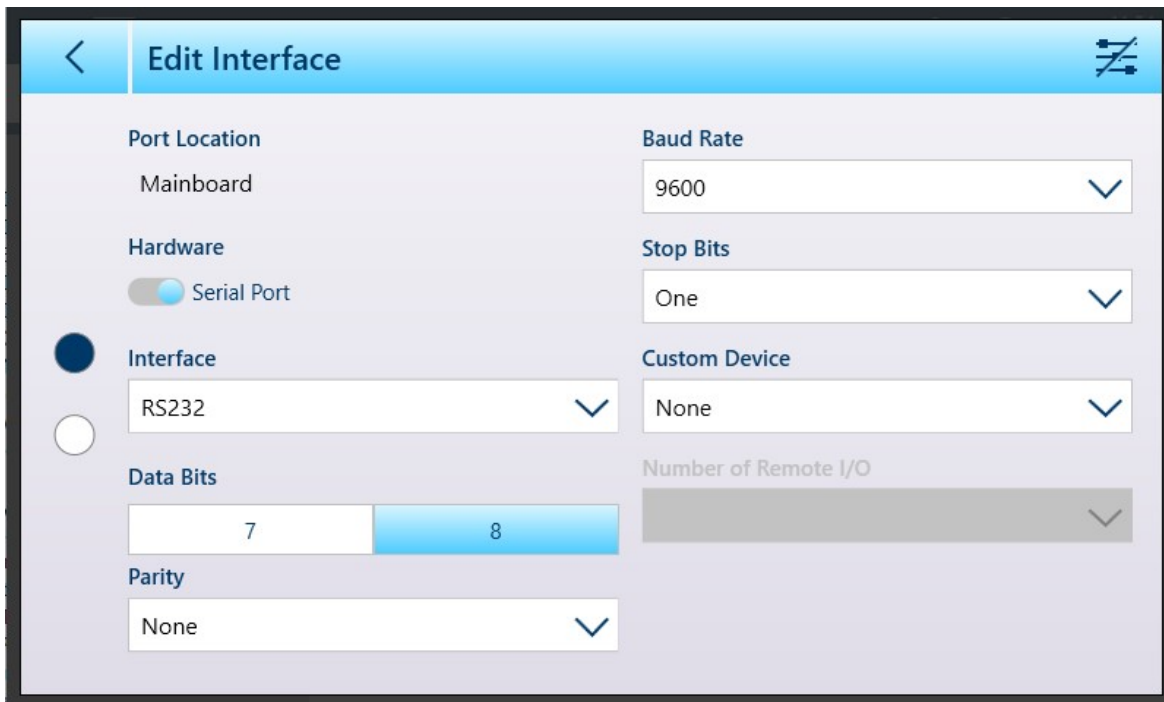 Edit Interface
Port Location
Mainboard
Hardware
Serial Port
Interface
RS232
Data Bits
7 8
Parity
None
Baud Rate
9600
Stop Bits
One
Custom Device
None
Number of Remote I/O